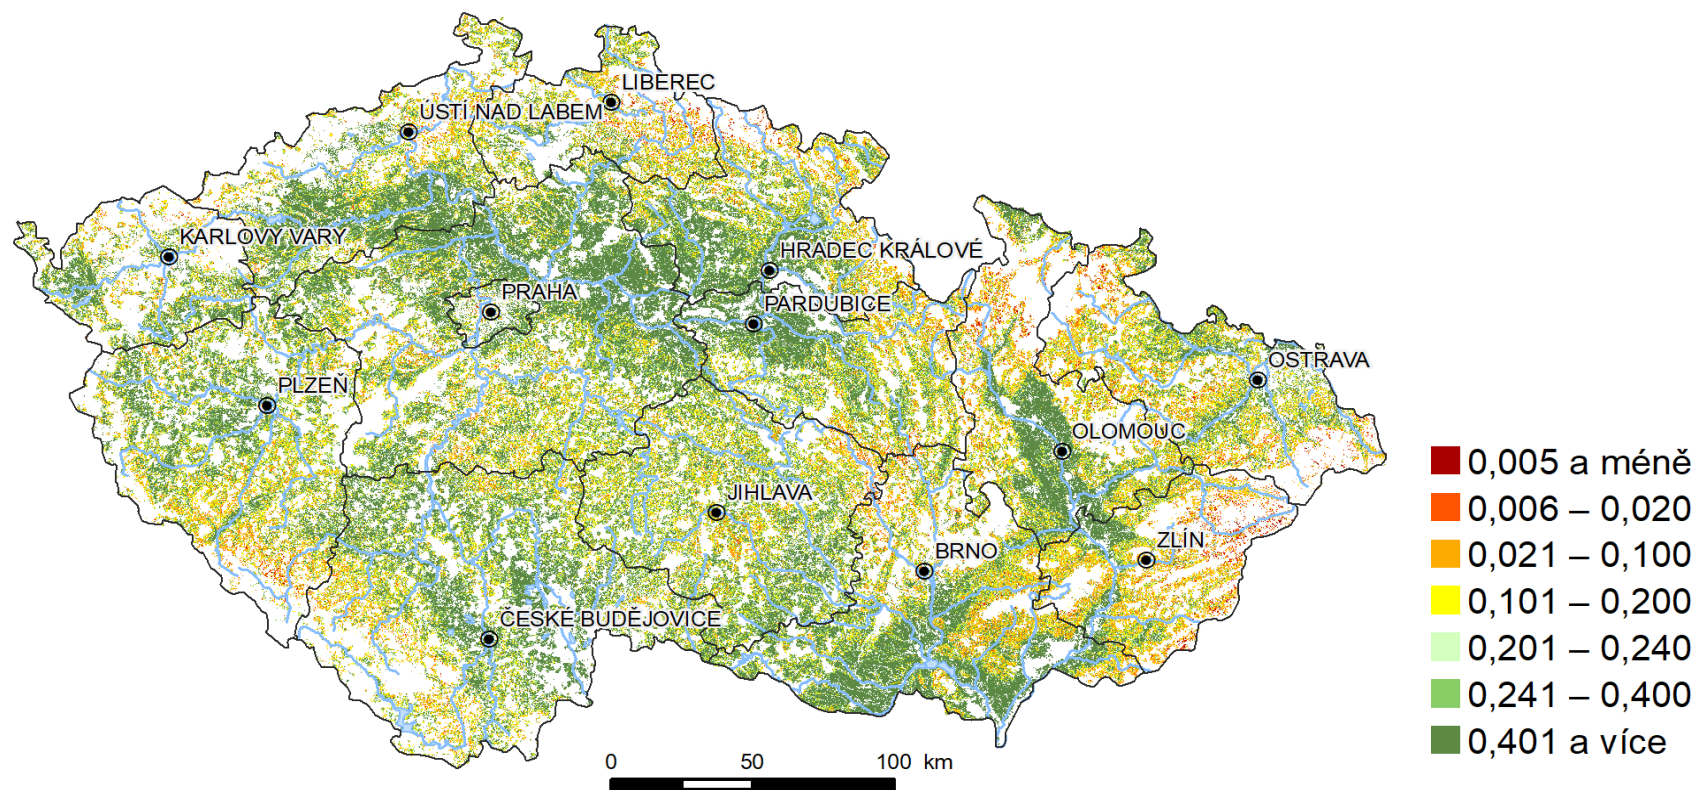 LIBEREC
ÚSTÍ NAD LABEM
KARLOVY VARY
HRADEC KRÁLOVÉ
PRAHA
PARDUBICE
OSTRAVA
PLZEŇ
OLOMOUC
JIHLAVA
ZLÍN
BRNO
ČESKÉ BUDĚJOVICE
0,005 a méně
0,006 – 0,020
0,021 – 0,100
0,101 – 0,200
0,201 – 0,240
0,241 – 0,400
0,401 a více
0 50 100 km